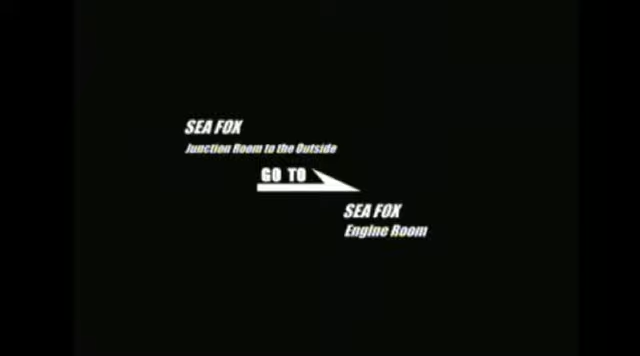 SEA FOX
Junction Room to the Outside
GO TO
SEA FOX
Engine Room